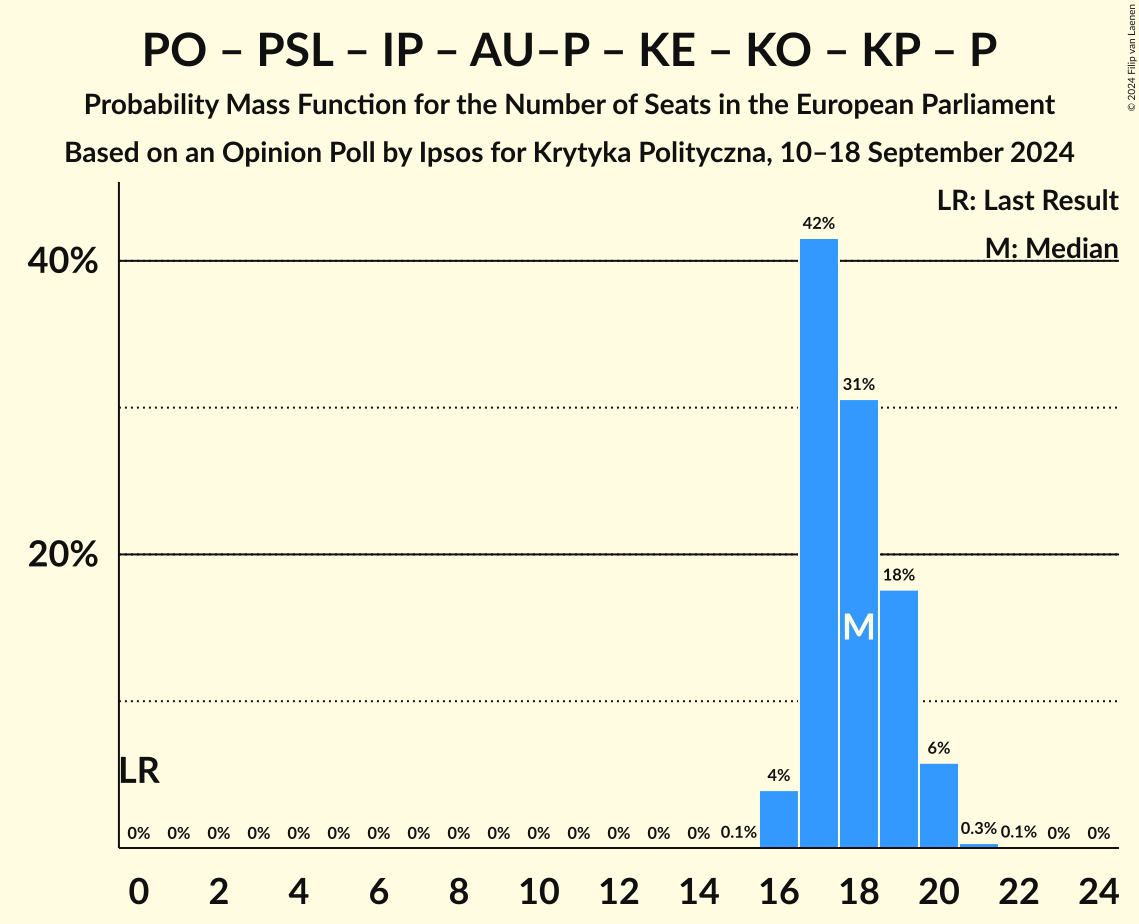 PO – PSL – IP – AU–P – KE – KO – KP – P
Probability Mass Function for the Number of Seats in the European Parliament
Based on an Opinion Poll by Ipsos for Krytyka Polityczna, 10–18 September 2024
© 2024 Filip van Laenen
LR: Last Result
M: Median
40%
20%
42%
31%
18%
M
6%
4%
LR
0% 0% 0% 0% 0% 0% 0% 0% 0% 0% 0% 0% 0% 0% 0% 0.1% 0.3% 0.1% 0% 0%
0 2 4 6 8 10 12 14 16 18 20 22 24